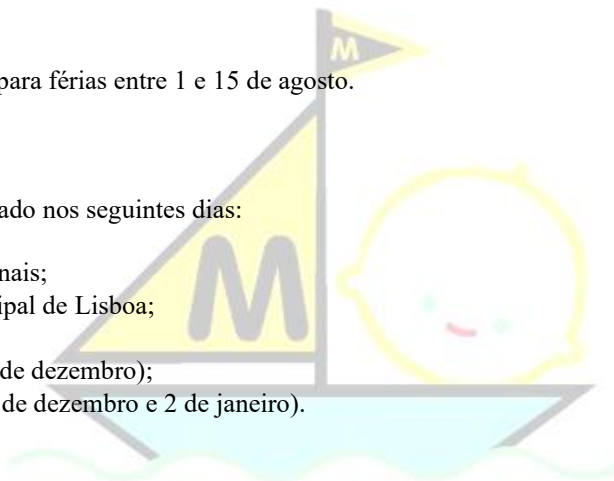 M
para férias entre 1 e 15 de agosto.
ado nos seguintes dias:
nais;
ipal de Lisboa;
M
de dezembro);
de dezembro e 2 de janeiro).